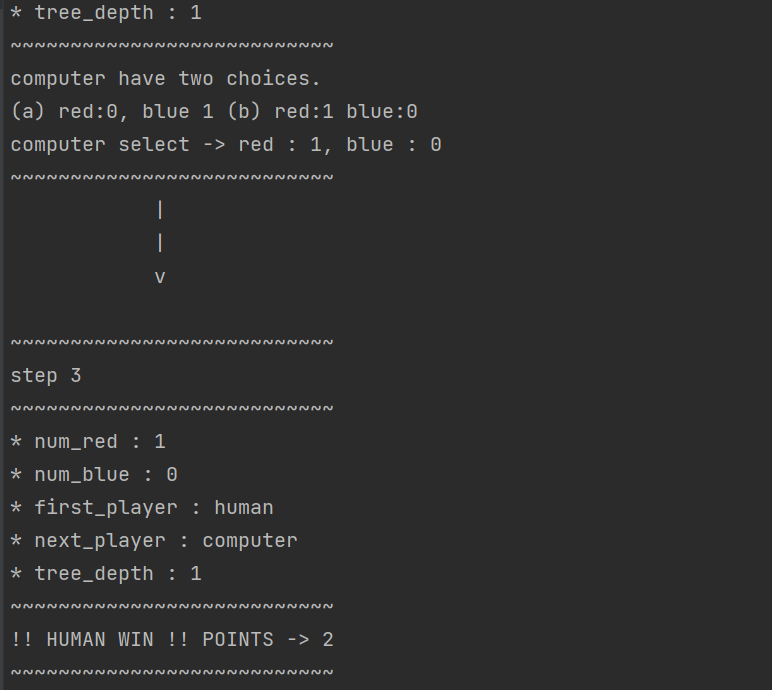 * tree_depth : 1
~~~~~~~~~~~~~~~~~~~~~~~~~~~
computer have two choices.
(a) red:0, blue 1 (b) red:1 blue:0
computer select -> red : 1, blue : 0
~~~~~~~~~~~~~~~~~~~~~~~~~~~
|
|
v
~~~~~~~~~~~~~~~~~~~~~~~~~~~
step 3
~~~~~~~~~~~~~~~~~~~~~~~~~~~
* num_red : 1
* num_blue : 0
* first_player : human
* next_player : computer
* tree_depth : 1
~~~~~~~~~~~~~~~~~~~~~~~~~~~
!! HUMAN WIN !! POINTS -> 2
~~~~~~~~~~~~~~~~~~~~~~~~~~~